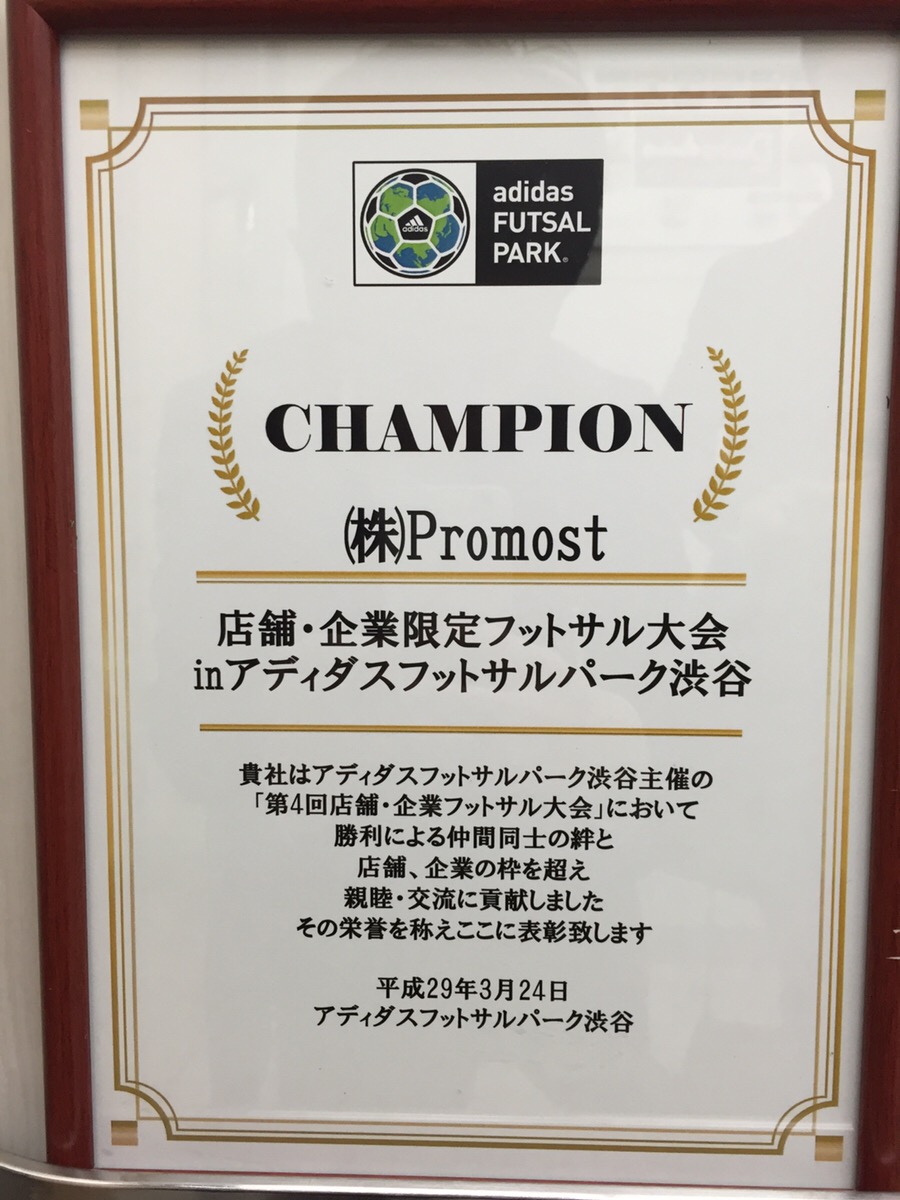 adidas
FUTSAL
PARK®
adidas
CHAMPION
㈱Promost
店舗・企業限定フットサル大会
inアディダスフットサルパーク渋谷
貴社はアディダスフットサルパーク渋谷主催の
「第4回店舗・企業フットサル大会」において
勝利による仲間同士の絆と
店舗、企業の枠を超え
親睦・交流に貢献しました
その栄誉を称えここに表彰致します
平成29年3月24日
アディダスフットサルパーク渋谷